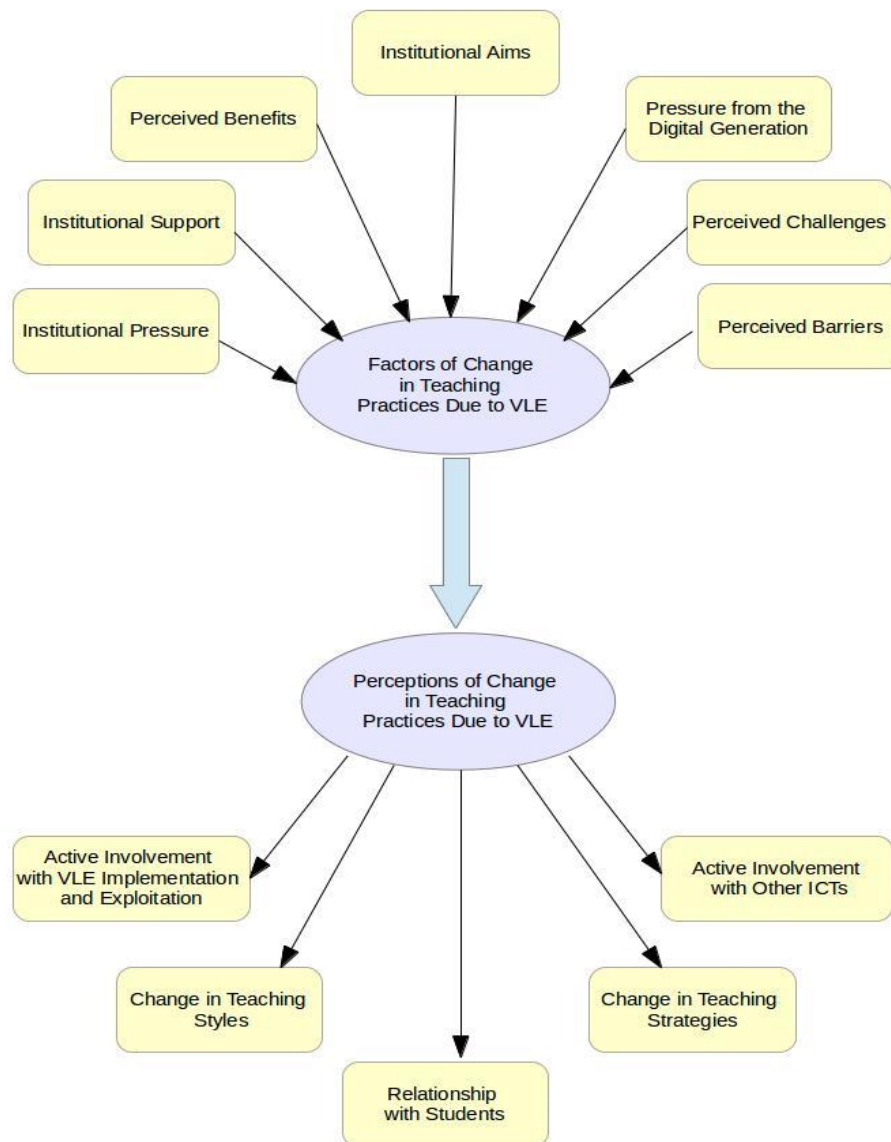 Institutional Aims
Perceived Benefits
Pressure from the
Digital Generation
Institutional Support
Perceived Challenges
Institutional Pressure
Perceived Barriers
Factors of Change
in Teaching
Practices Due to VLE
Perceptions of Change
in Teaching
Practices Due to VLE
Active Involvement
with VLE Implementation
and Exploitation
Active Involvement
with Other ICTs
Change in Teaching
Styles
Change in Teaching
Strategies
Relationship
with Students